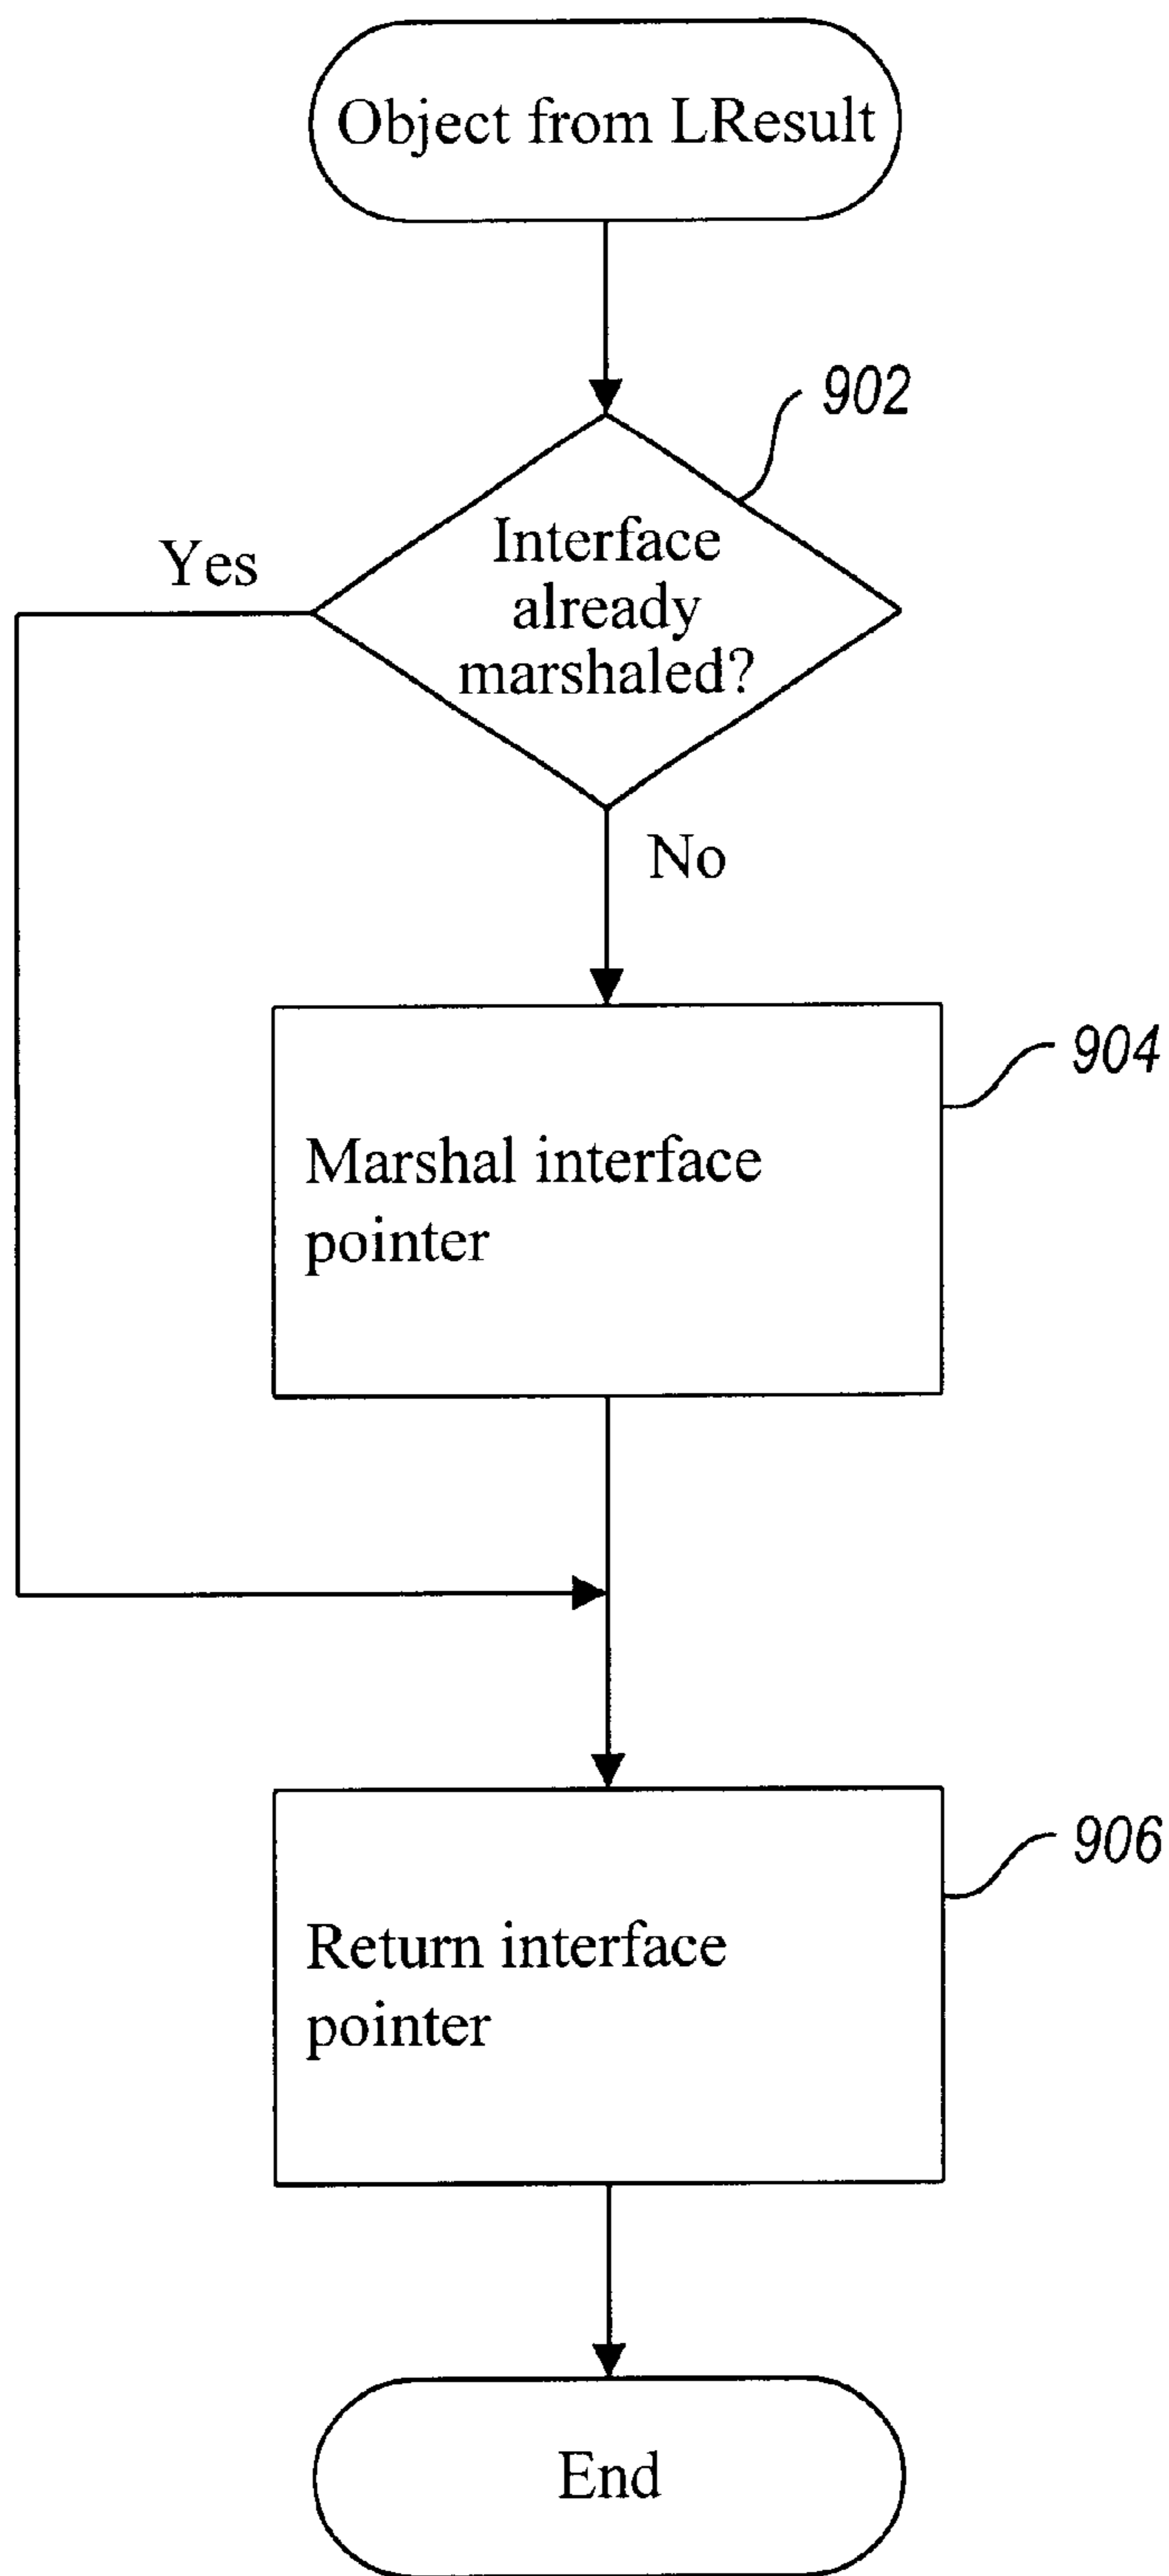 Object from LResult
902
Yes
Interface
already
marshaled?
No
904
Marshal interface
pointer
906
Return interface
pointer
End